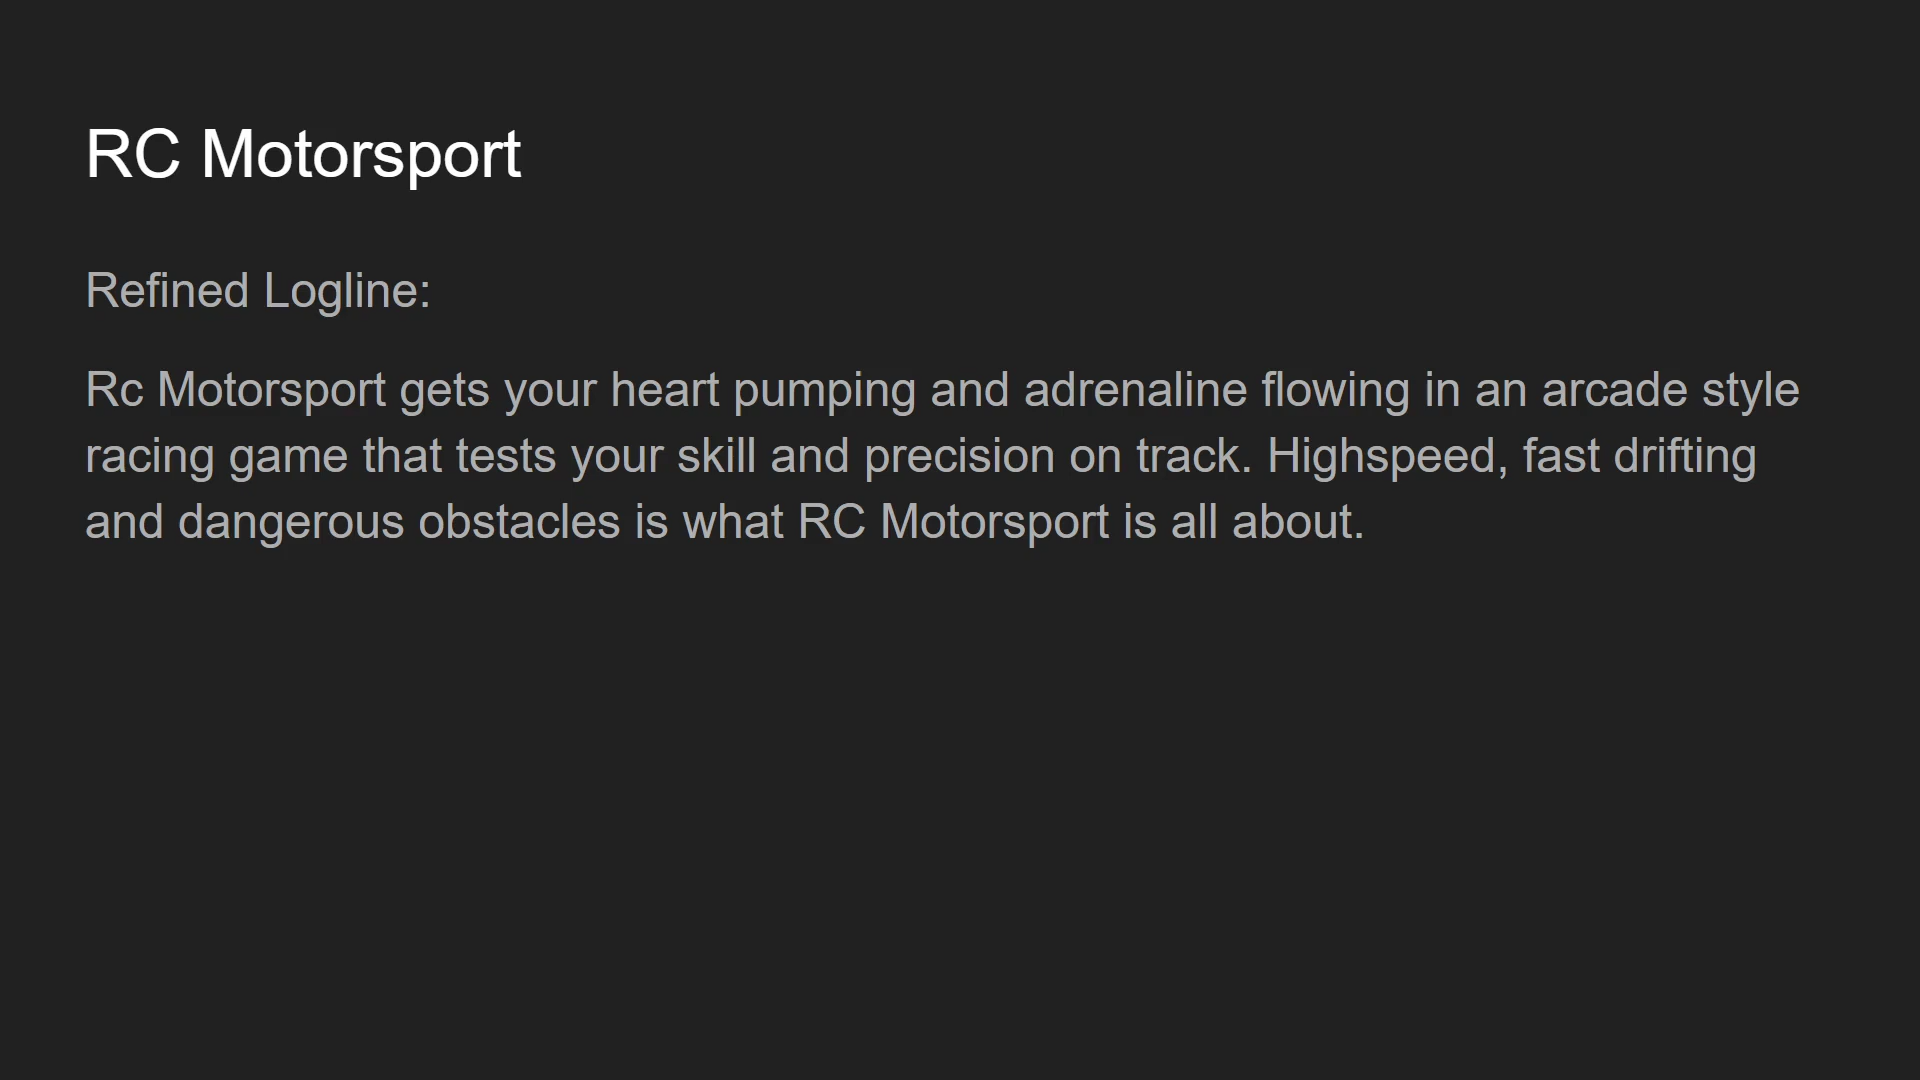 RC Motorsport
Refined Logline:
Rc Motorsport gets your heart pumping and adrenaline flowing in an arcade style
racing game that tests your skill and precision on track. Highspeed, fast drifting
and dangerous obstacles is what RC Motorsport is all about.